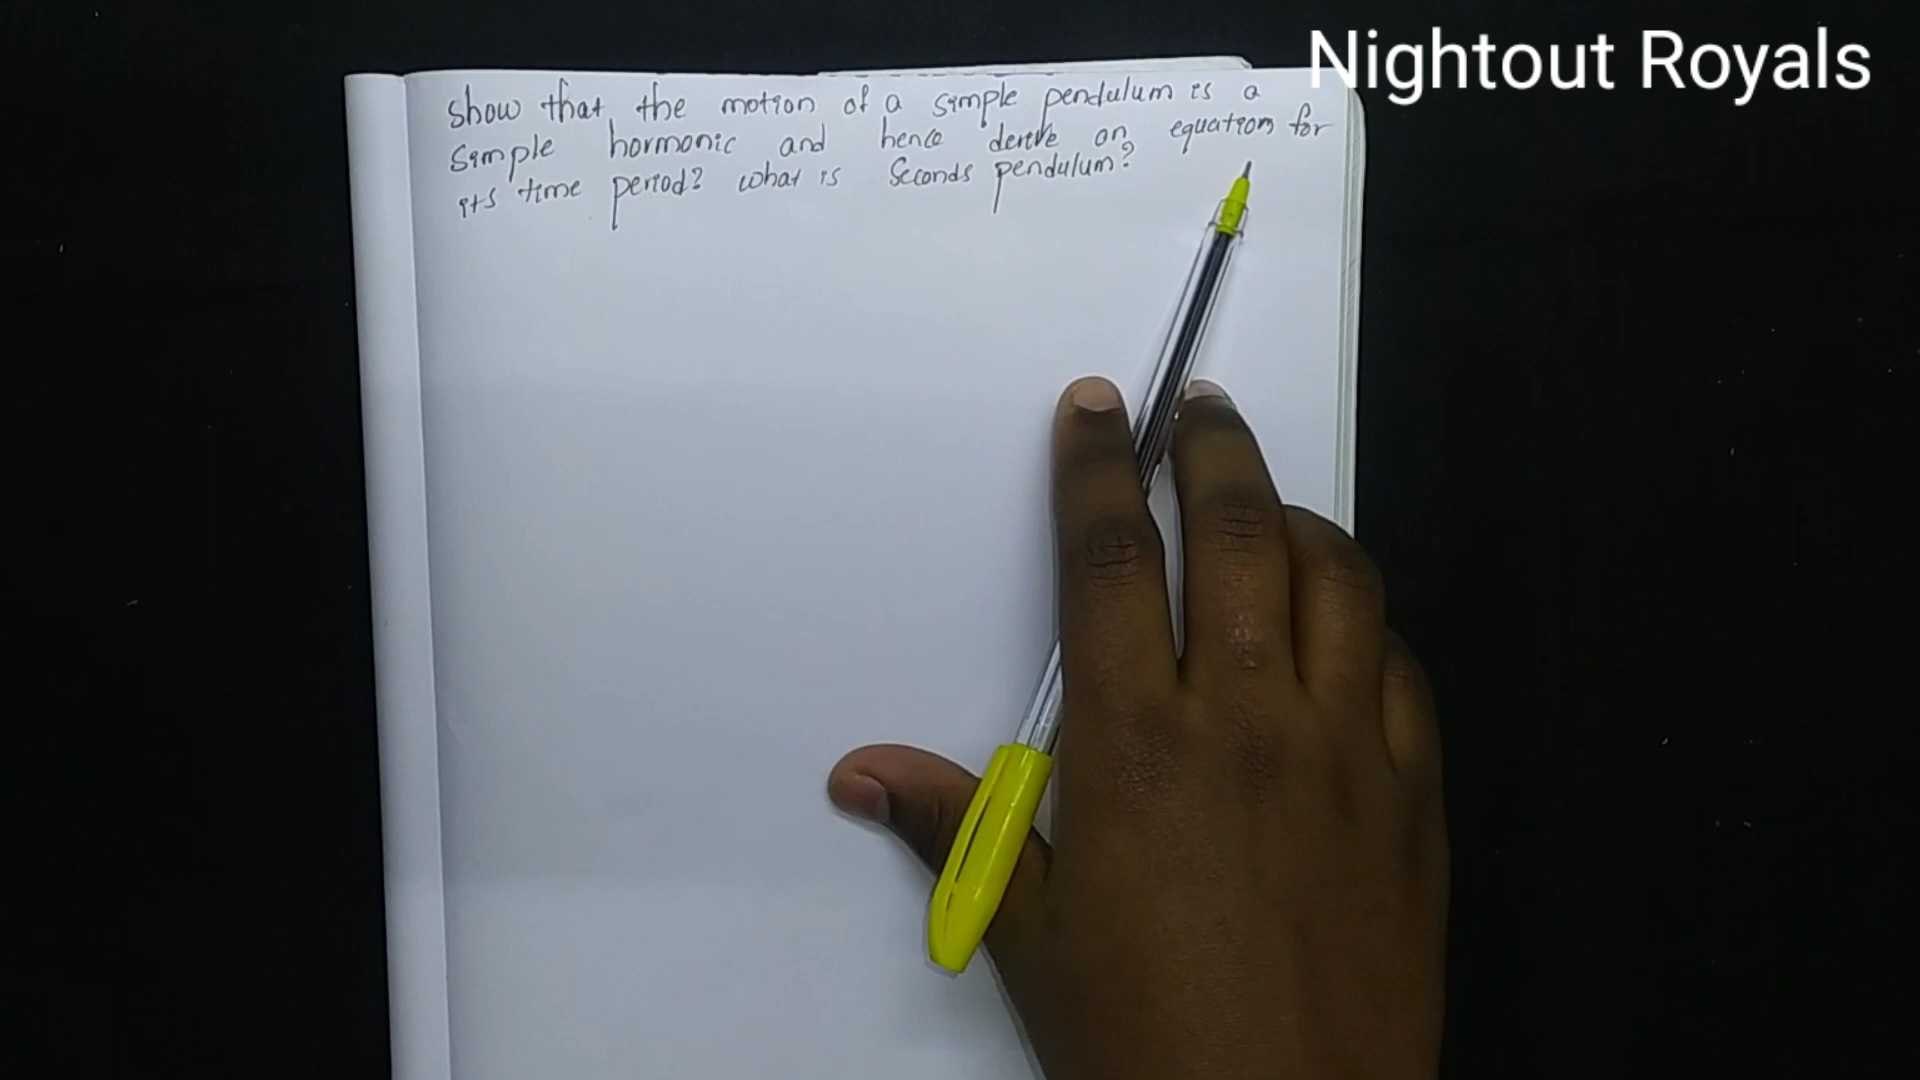 Nightout Royals
show that the motion of a simple pendulum is a
simple hormonic and hence derive an equation for
its time period? what is seconds pendulum?